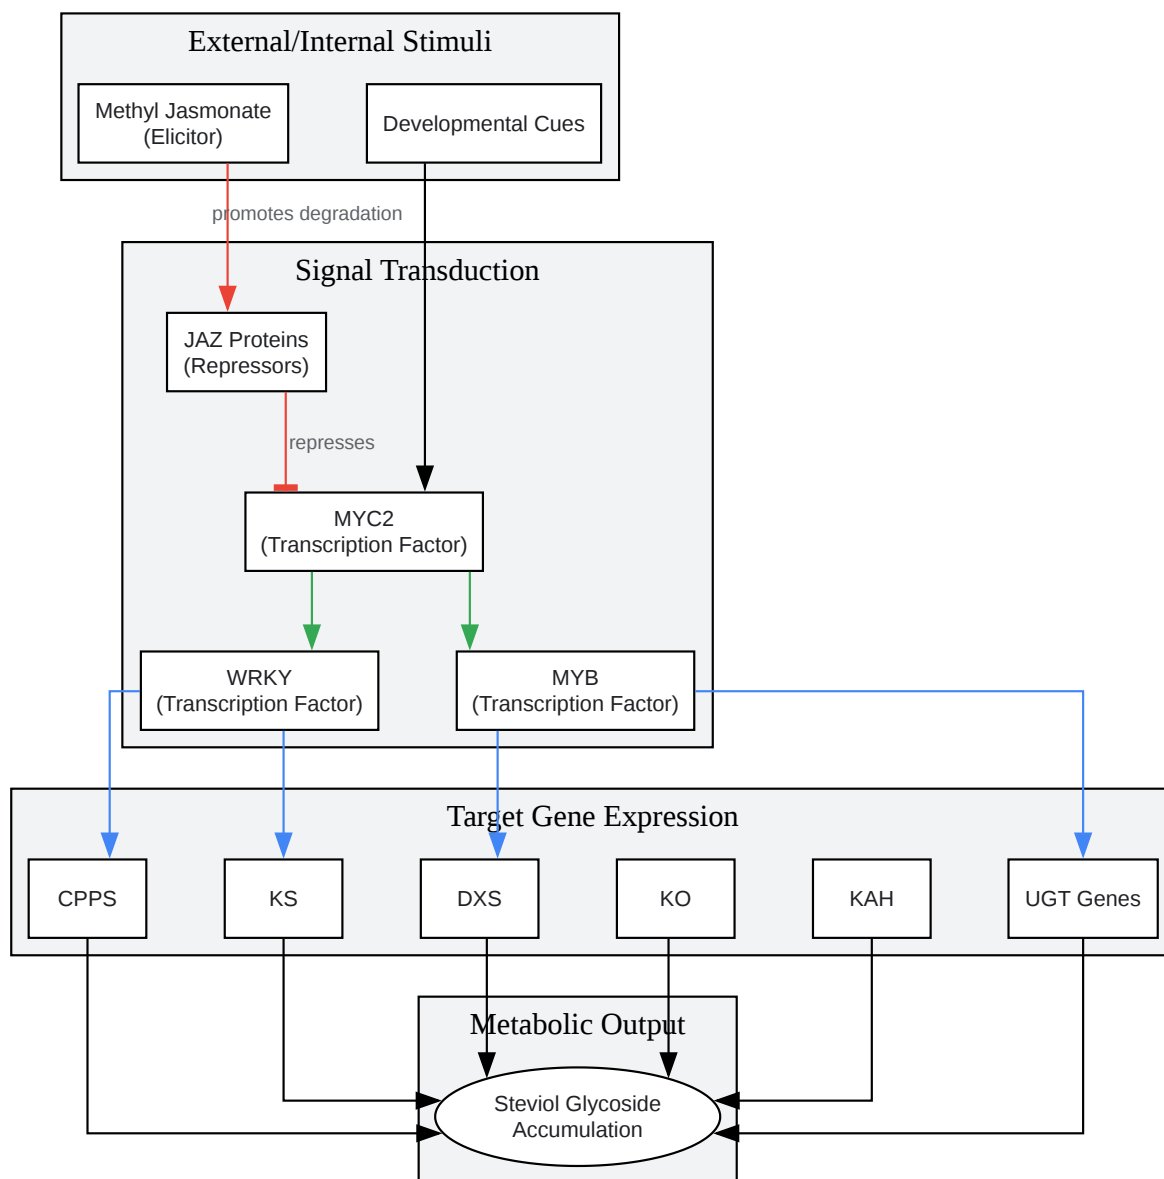 External/Internal Stimuli
Methyl Jasmonate
(Elicitor)
Developmental Cues
promotes degradation
Signal Transduction
JAZ Proteins
(Repressors)
represses
MYC2
(Transcription Factor)
WRKY
(Transcription Factor)
MYB
(Transcription Factor)
Target Gene Expression
CPPS
KS
DXS
KO
KAH
UGT Genes
Metabolic Output
Steviol Glycoside
Accumulation